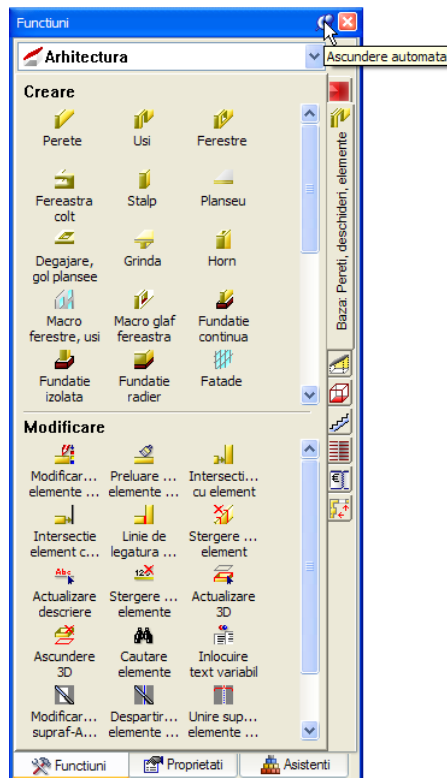 Functiuni
Ascundere automata
Arhitectura
Creare
Perete
Usi
Ferestre
Fereastra
colt
Stalp
Planseu
Degajare,
gol plansee
Grinda
Horn
Macro
ferestre, usi
Macro glaf
fereastra
Fundatie
continua
Fundatie
izolata
Fundatie
radier
Fatade
Baza: Pereti, deschideri, elemente
Modificare
Modificar...
elemente ...
Preluare ...
elemente ...
Intersecti...
cu element
Intersectie
element c...
Linie de
legatura ...
Stergere ...
element
Abc
Actualizare
descriere
Stergere ...
elemente
Actualizare
3D
Ascundere
3D
Cautare
elemente
Inlocuire
text variabil
Modificar...
supraf-A...
Despartir...
elemente ...
Unire sup...
elemente ...
Functiuni
Proprietati
Asistenti